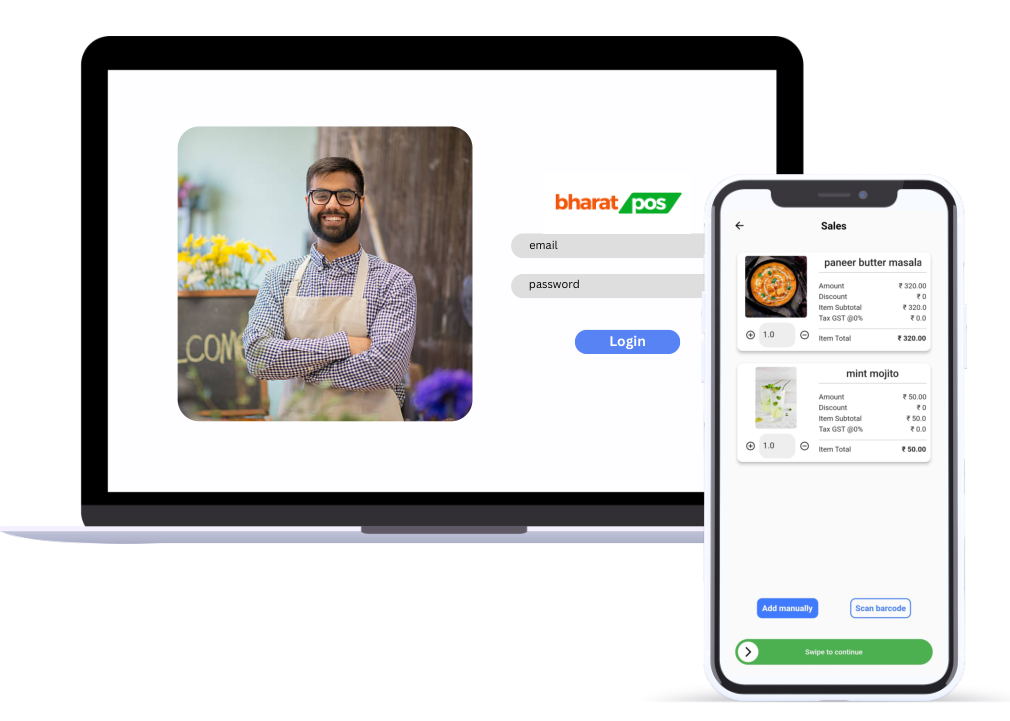 COM
bharat pos
email
password
Login
Sales
paneer butter masala
Amount ₹ 320.00
Discount ₹ 0
Item Subtotal ₹ 320.0
Tax GST @0% ₹ 0.0
1.0
Item Total ₹ 320.00
mint mojito
Amount ₹ 50.00
Discount ₹ 0
Item Subtotal ₹ 50.0
Tax GST @0% ₹ 0.0
1.0
Item Total ₹ 50.00
Add manually Scan barcode
Swipe to continue